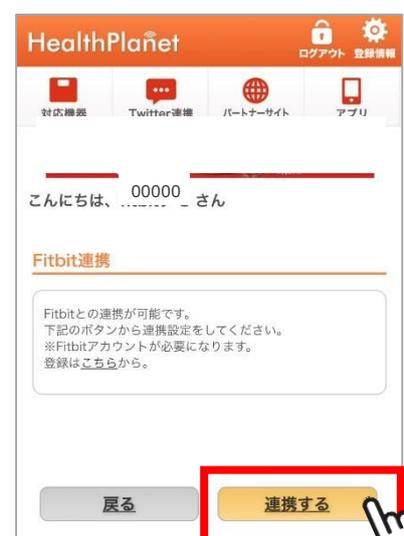 HealthPlanet
ログアウト 登録情報
対応機器 Twitter連携 パートナーサイト アプリ
こんにちは、 00000 さん
Fitbit連携
Fitbitとの連携が可能です。
下記のボタンから連携設定をしてください。
※Fitbitアカウントが必要になります。
登録はこちらから。
戻る 連携する